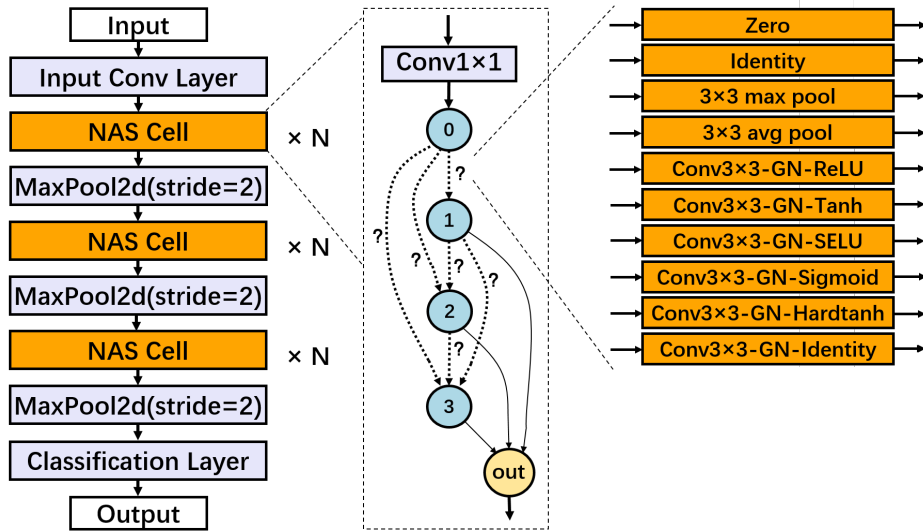 Input
Input Conv Layer
NAS Cell
× N
MaxPool2d(stride=2)
NAS Cell
× N
MaxPool2d(stride=2)
NAS Cell
× N
MaxPool2d(stride=2)
Classification Layer
Output
Conv1×1
0
?
1
?
?
?
?
2
?
3
out
Zero
Identity
3×3 max pool
3×3 avg pool
Conv3×3-GN-ReLU
Conv3×3-GN-Tanh
Conv3×3-GN-SELU
Conv3×3-GN-Sigmoid
Conv3×3-GN-Hardtanh
Conv3×3-GN-Identity